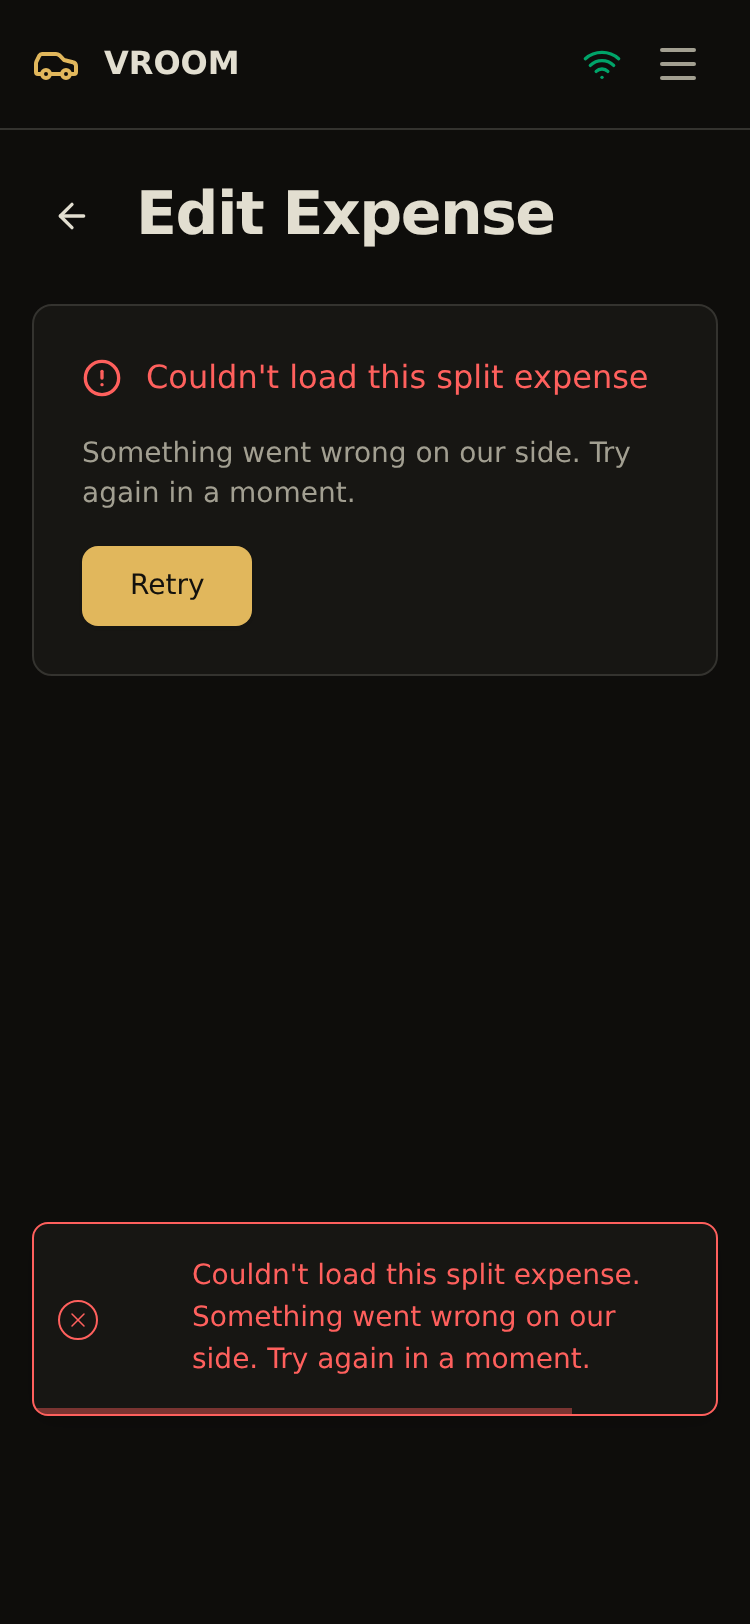 VROOM
Edit Expense
Couldn't load this split expense
Something went wrong on our side. Try
again in a moment.
Retry
Couldn't load this split expense.
Something went wrong on our
side. Try again in a moment.